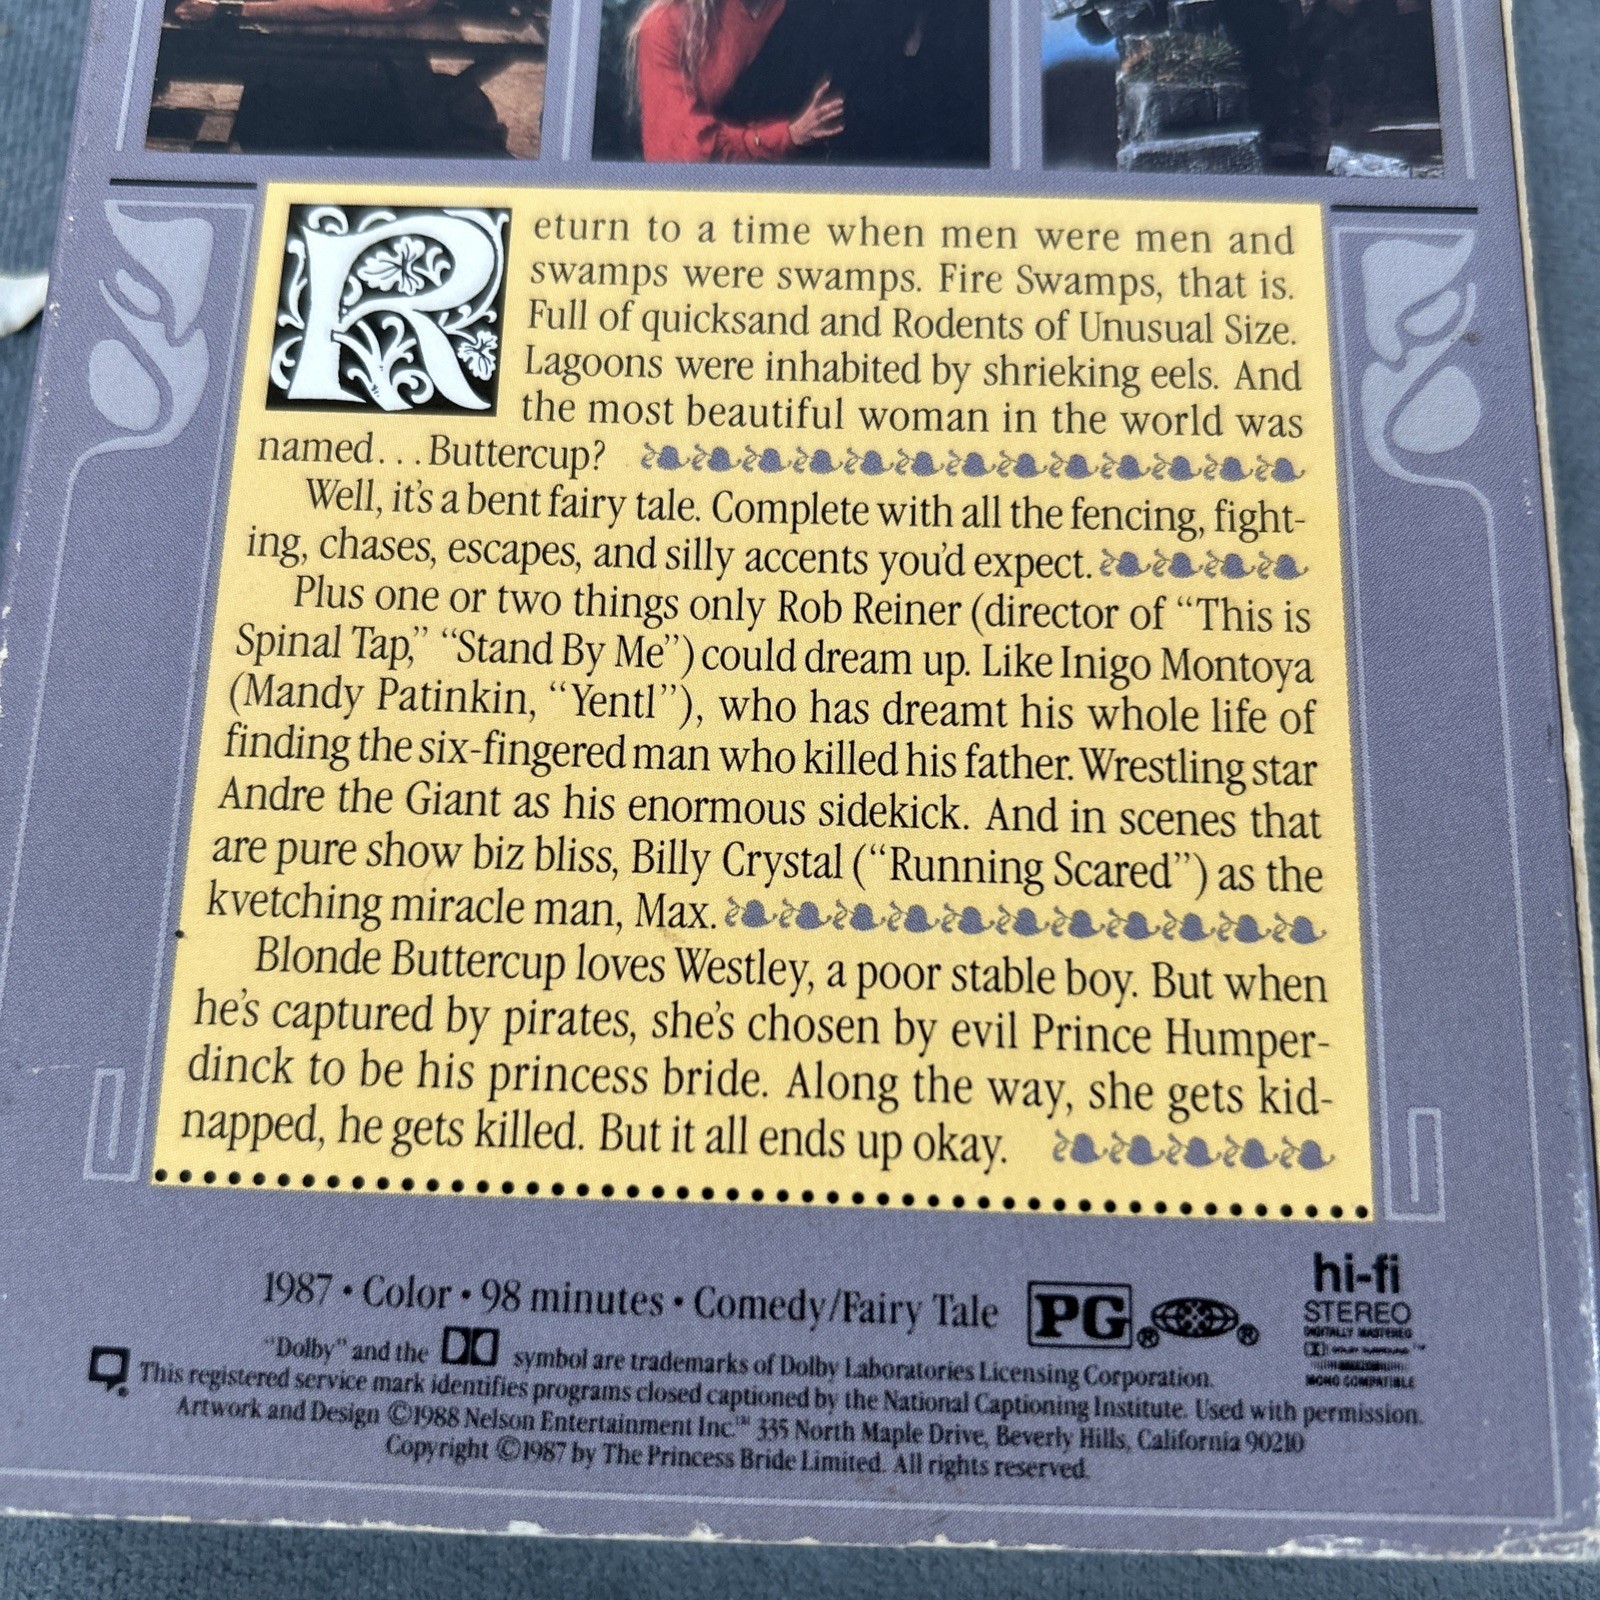 Return to a time when men were men and
swamps were swamps. Fire Swamps, that is.
Full of quicksand and Rodents of Unusual Size.
Lagoons were inhabited by shrieking eels. And
the most beautiful woman in the world was
named. . . Buttercup?
Well, it's a bent fairy tale. Complete with all the fencing, fight-
ing, chases, escapes, and silly accents you'd expect.
Plus one or two things only Rob Reiner (director of "This is
Spinal Tap," "Stand By Me") could dream up. Like Inigo Montoya
(Mandy Patinkin, "Yentl"), who has dreamt his whole life of
finding the six-fingered man who killed his father. Wrestling star
Andre the Giant as his enormous sidekick. And in scenes that
are pure show biz bliss, Billy Crystal ("Running Scared") as the
kvetching miracle man, Max.
Blonde Buttercup loves Westley, a poor stable boy. But when
he's captured by pirates, she's chosen by evil Prince Humper-
dinck to be his princess bride. Along the way, she gets kid-
napped, he gets killed. But it all ends up okay.
1987 • Color • 98 minutes • Comedy/Fairy Tale PG ® ®
hi-fi
STEREO
DIGITALLY MASTERED
DOLBY SURROUND ™
MONO COMPATIBLE
"Dolby" and the symbol are trademarks of Dolby Laboratories Licensing Corporation.
This registered service mark identifies programs closed captioned by the National Captioning Institute. Used with permission.
Artwork and Design ©1988 Nelson Entertainment Inc.™ 335 North Maple Drive, Beverly Hills, California 90210
Copyright ©1987 by The Princess Bride Limited. All rights reserved.